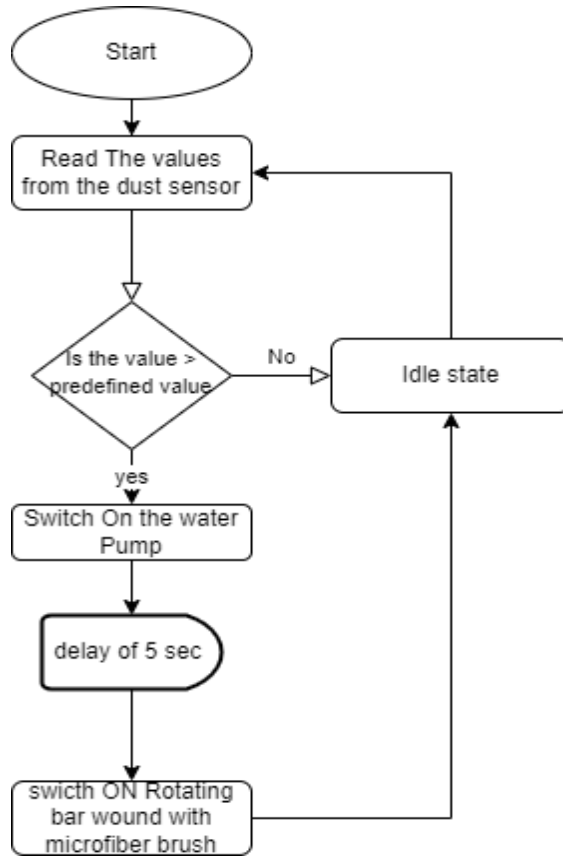 Start
Read The values
from the dust sensor
Is the value >
predefined value
No
Idle state
yes
Switch On the water
Pump
delay of 5 sec
swicth ON Rotating
bar wound with
microfiber brush